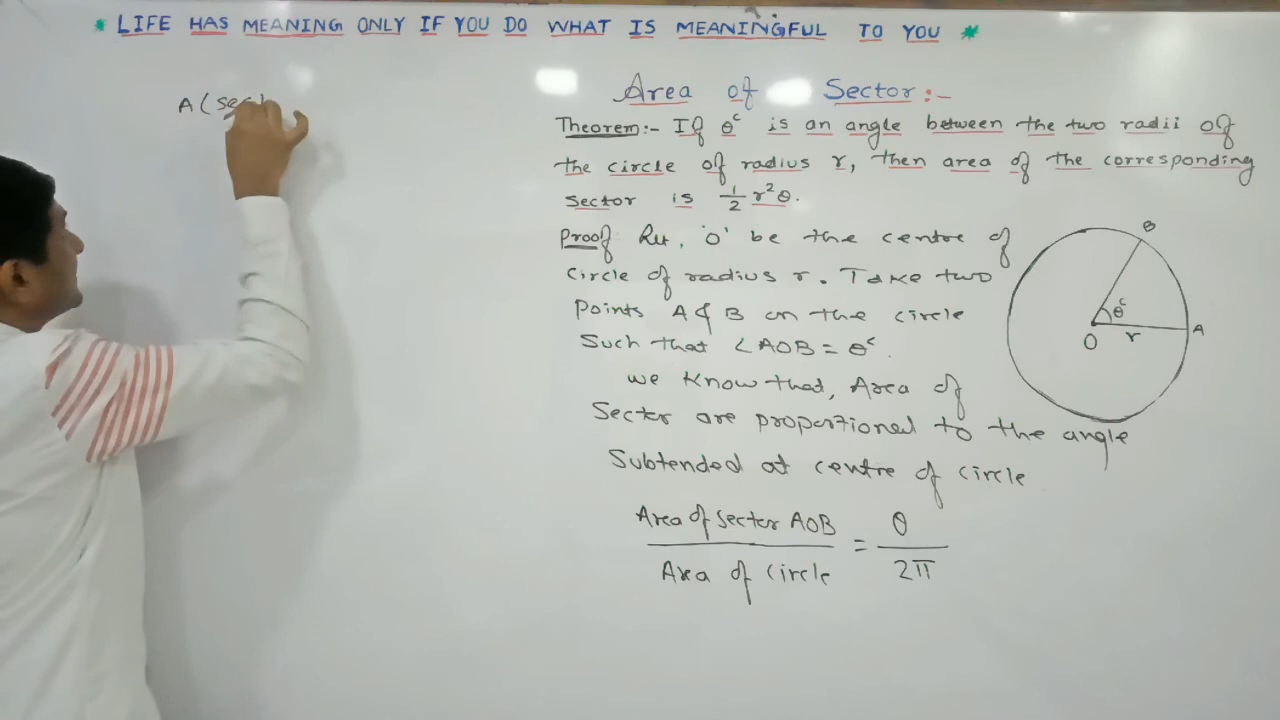 * LIFE HAS MEANING ONLY IF YOU DO WHAT IS MEANINGFUL TO YOU *
A (sec
Area of Sector :-
Theorem:- If θᶜ is an angle between the two radii of
the circle of radius r, then area of the corresponding
sector is 1/2 r²θ.
Proof Let, 'O' be the centre of
circle of radius r. Take two
Points A & B on the circle
Such that ∠AOB = θᶜ.
we know that, Area of
Sector are proportional to the angle
Subtended at centre of circle
Area of Sector AOB / Area of circle = θ / 2π
B
θᶜ
A
O
r